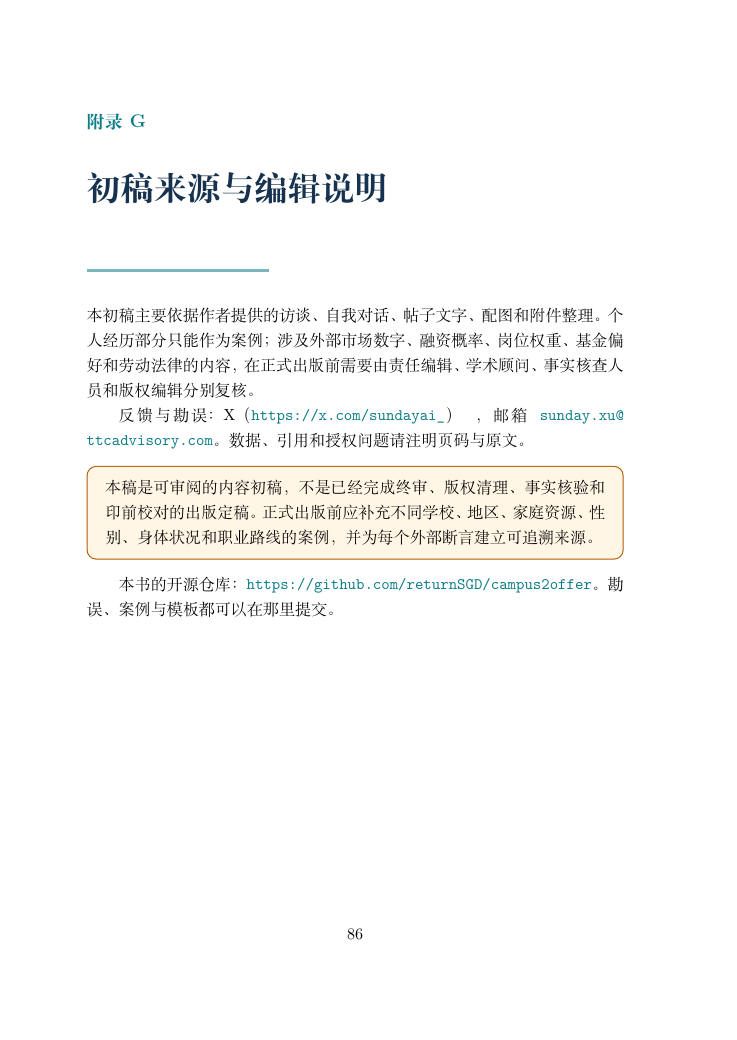 附录 G
初稿来源与编辑说明
本初稿主要依据作者提供的访谈、自我对话、帖子文字、配图和附件整理。个
人经历部分只能作为案例；涉及外部市场数字、融资概率、岗位权重、基金偏
好和劳动法律的内容，在正式出版前需要由责任编辑、学术顾问、事实核查人
员和版权编辑分别复核。
反馈与勘误：X（https://x.com/sundayai_） ，邮箱 sunday.xu@
ttcadvisory.com。数据、引用和授权问题请注明页码与原文。
本稿是可审阅的内容初稿，不是已经完成终审、版权清理、事实核验和
印前校对的出版定稿。正式出版前应补充不同学校、地区、家庭资源、性
别、身体状况和职业路线的案例，并为每个外部断言建立可追溯来源。
本书的开源仓库：https://github.com/returnSGD/campus2offer。勘
误、案例与模板都可以在那里提交。
86